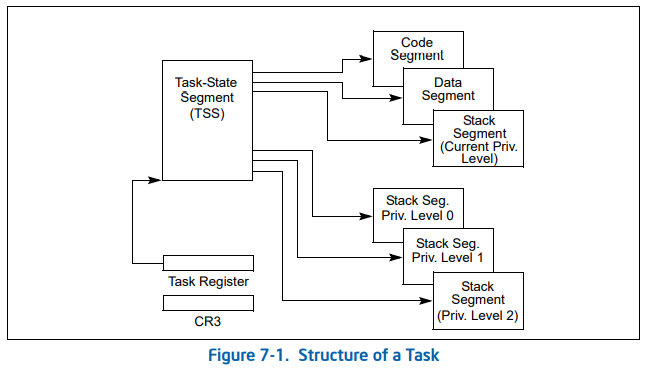 Code
Segment
Task-State
Segment
(TSS)
Data
Segment
Stack
Segment
(Current Priv.
Level)
Stack Seg.
Priv. Level 0
Stack Seg.
Priv. Level 1
Stack
Segment
(Priv. Level 2)
Task Register
CR3
Figure 7-1. Structure of a Task